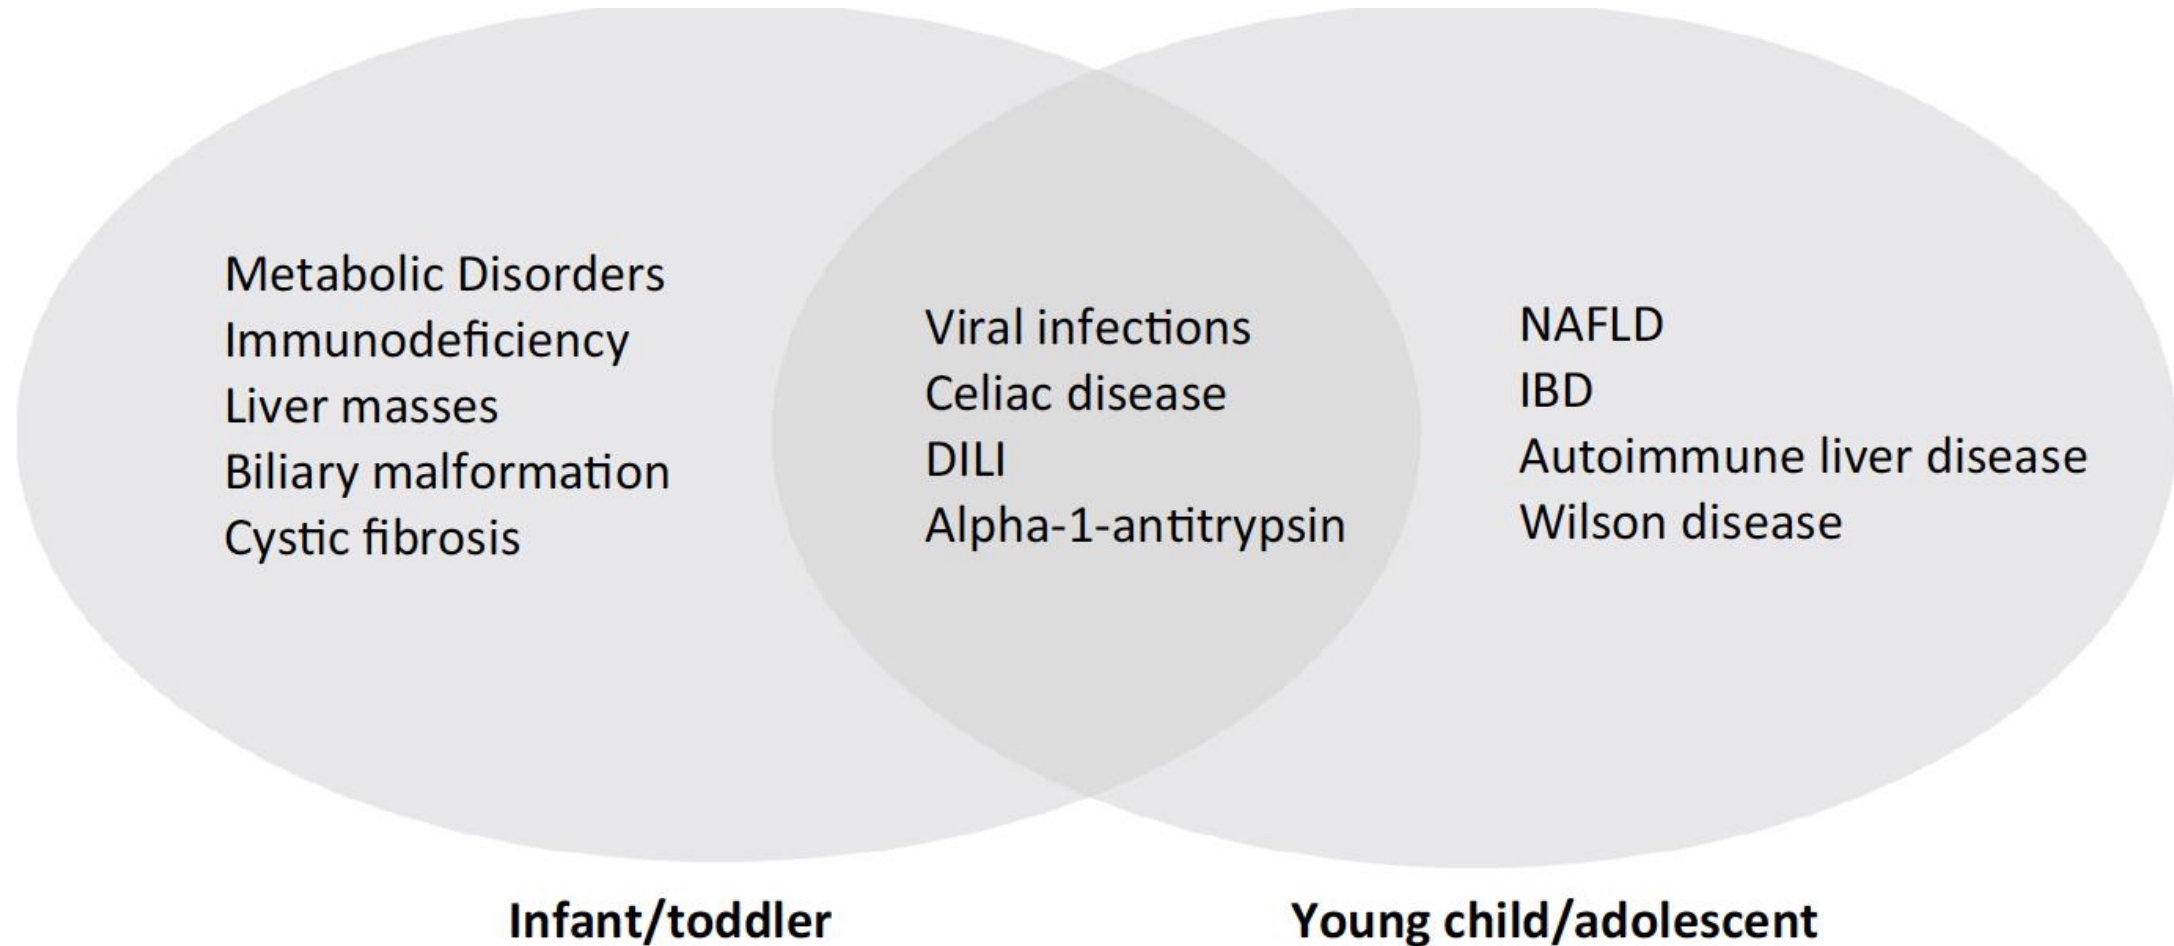 Metabolic Disorders
Immunodeficiency
Liver masses
Biliary malformation
Cystic fibrosis
Viral infections
Celiac disease
DILI
Alpha-1-antitrypsin
NAFLD
IBD
Autoimmune liver disease
Wilson disease
Infant/toddler
Young child/adolescent